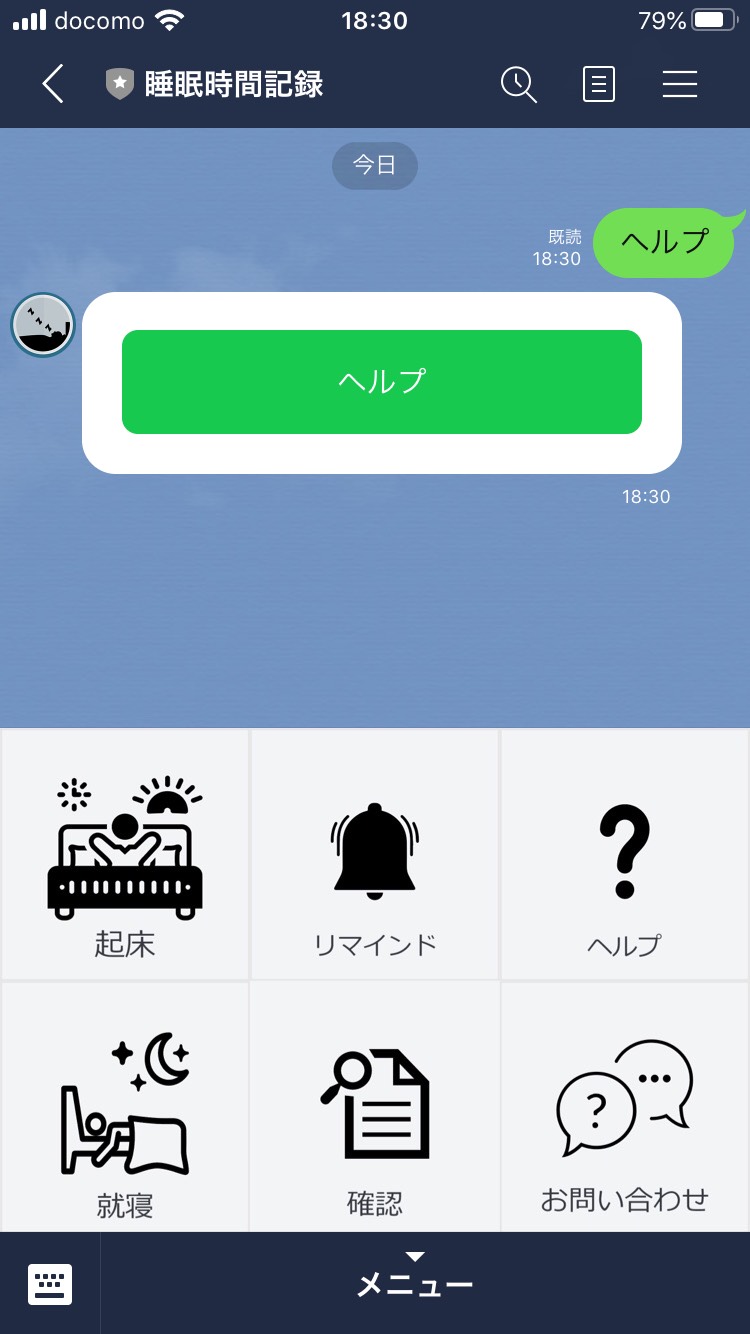 docomo 18:30 79%
睡眠時間記録
今日
既読
18:30
ヘルプ
ヘルプ
18:30
起床
リマインド
ヘルプ
就寝
確認
お問い合わせ
メニュー